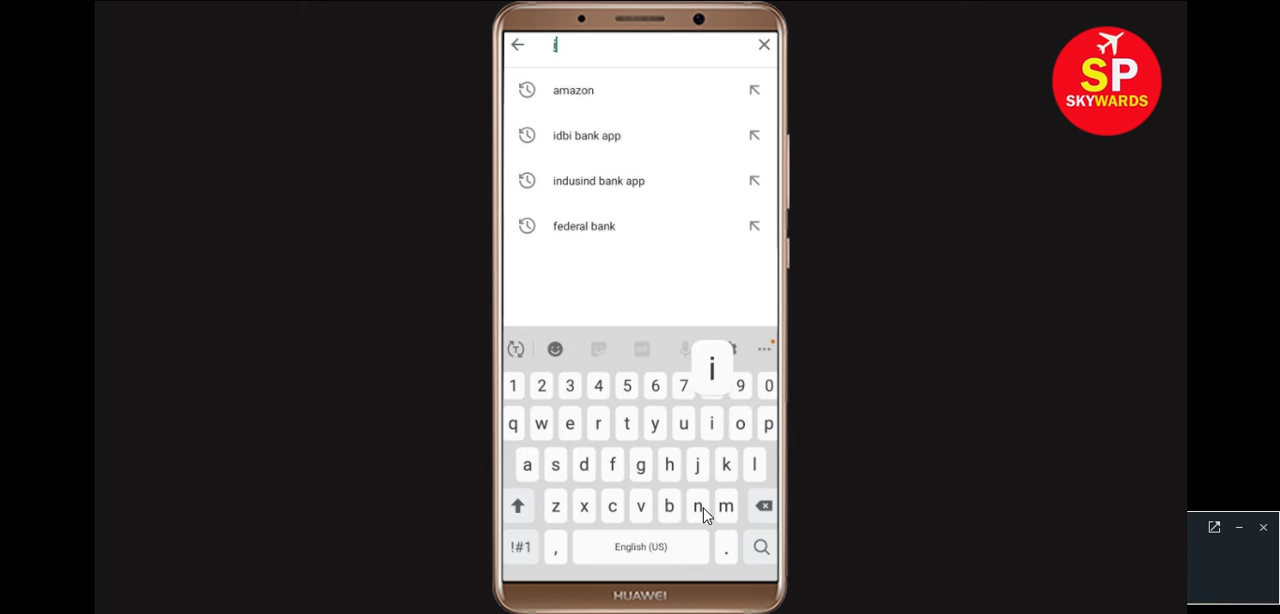 i
SP
SKYWARDS
amazon
idbi bank app
indusind bank app
federal bank
i
1 2 3 4 5 6 7 9 0
q w e r t y u i o p
a s d f g h j k l
z x c v b n m
!#1 , English (US) .
HUAWEI